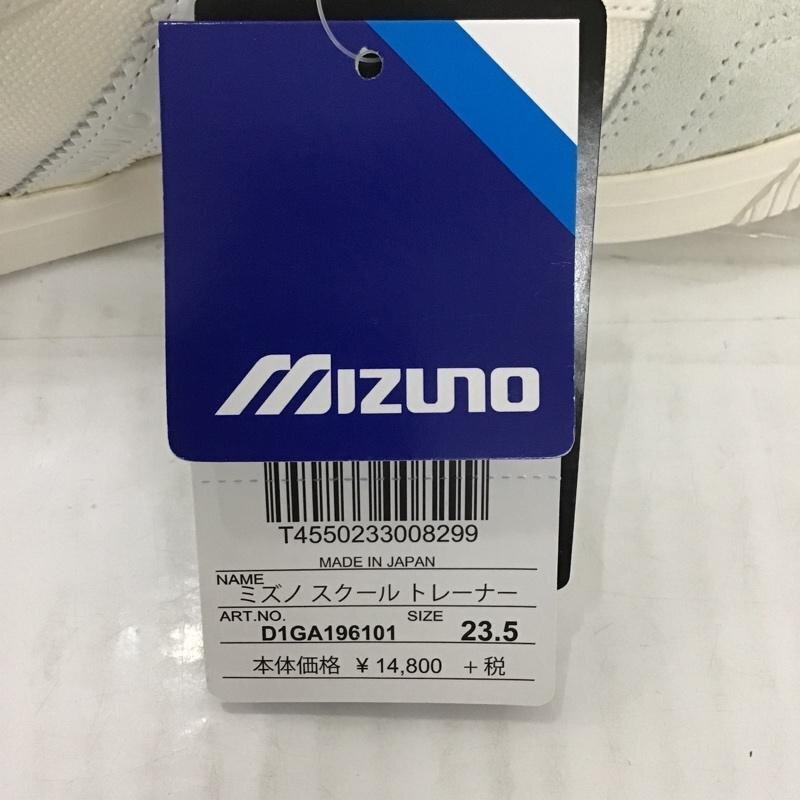 MIZUNO
T4550233008299
MADE IN JAPAN
NAME ミズノ スクール トレーナー
ART.NO. D1GA196101 SIZE 23.5
本体価格 ¥14,800 +税